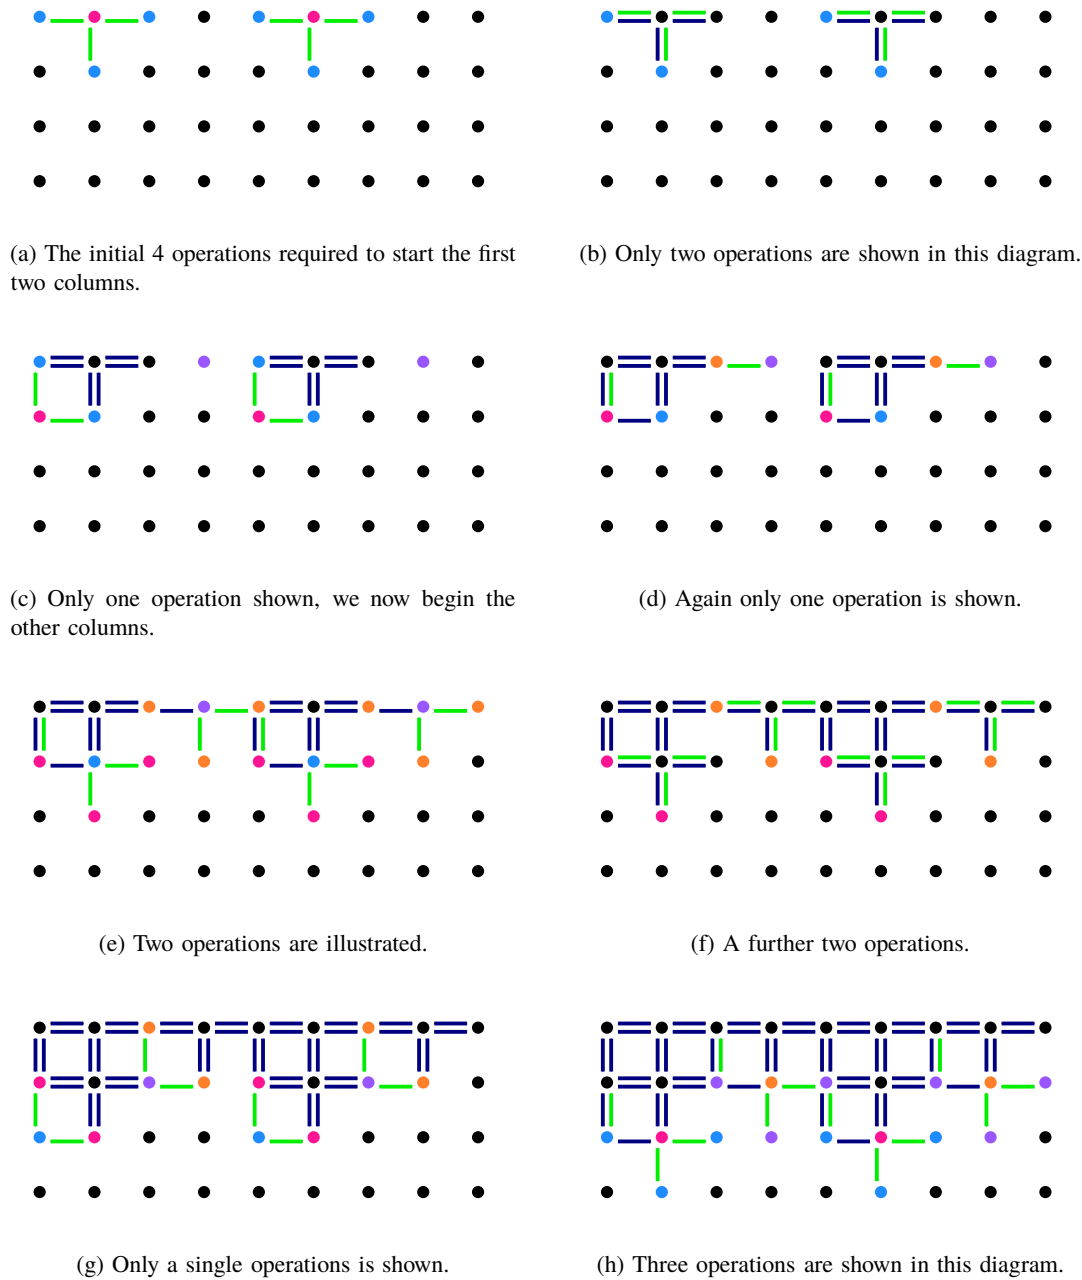 (a) The initial 4 operations required to start the first
two columns.
(b) Only two operations are shown in this diagram.
(c) Only one operation shown, we now begin the
other columns.
(d) Again only one operation is shown.
(e) Two operations are illustrated.
(f) A further two operations.
(g) Only a single operations is shown.
(h) Three operations are shown in this diagram.